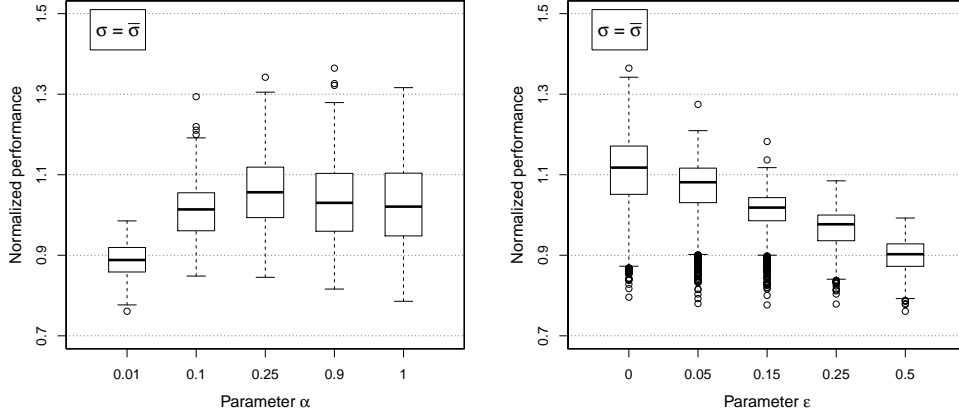 σ = σ̅
Normalized performance
1.5
1.3
1.1
0.9
0.7
0.01 0.1 0.25 0.9 1
Parameter α
σ = σ̅
Normalized performance
1.5
1.3
1.1
0.9
0.7
0 0.05 0.15 0.25 0.5
Parameter ε